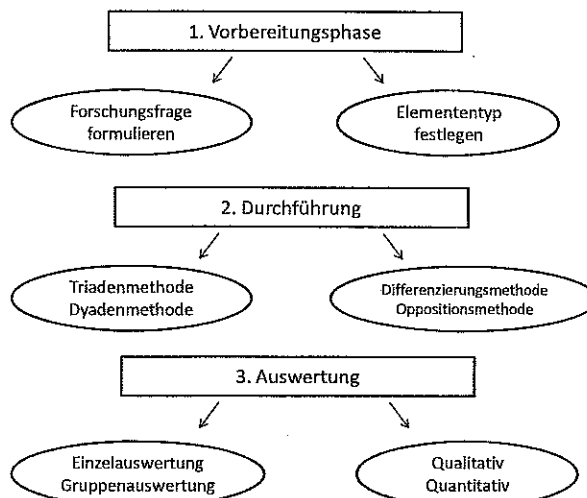 1. Vorbereitungsphase
Forschungsfrage
formulieren
Elemententyp
festlegen
2. Durchführung
Triadenmethode
Dyadenmethode
Differenzierungsmethode
Oppositionsmethode
3. Auswertung
Einzelauswertung
Gruppenauswertung
Qualitativ
Quantitativ